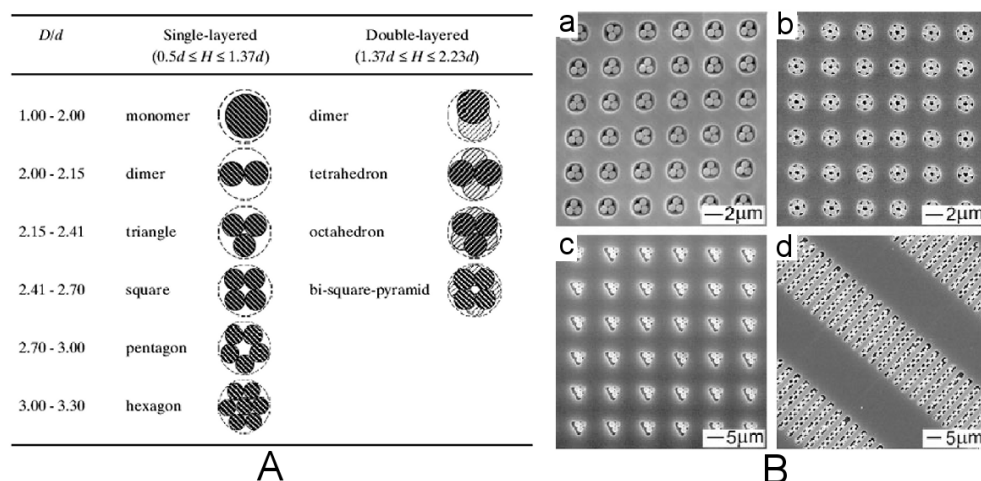 D/d Single-layered Double-layered
(0.5d ≤ H ≤ 1.37d) (1.37d ≤ H ≤ 2.23d)
1.00 - 2.00 monomer dimer
2.00 - 2.15 dimer tetrahedron
2.15 - 2.41 triangle octahedron
2.41 - 2.70 square bi-square-pyramid
2.70 - 3.00 pentagon
3.00 - 3.30 hexagon
A
a
2μm
b
2μm
c
5μm
d
5μm
B